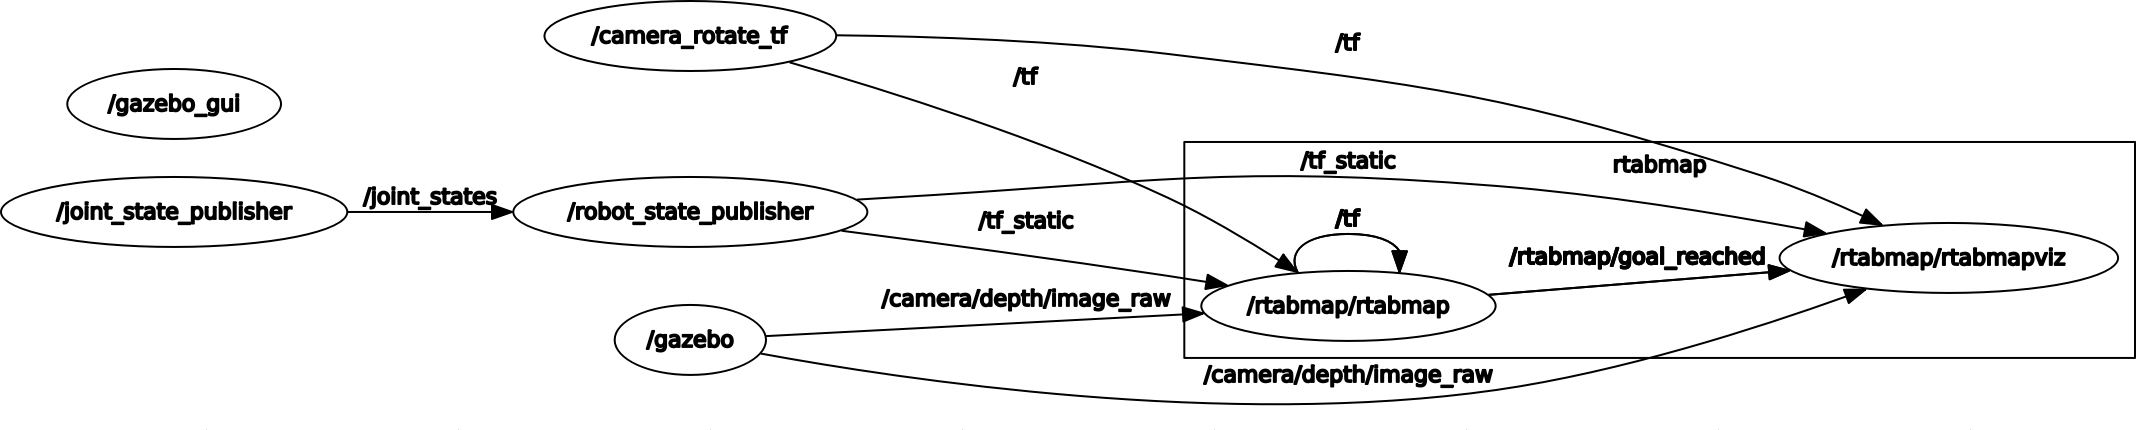 /camera_rotate_tf
/tf
/tf
/gazebo_gui
/tf_static
rtabmap
/joint_states
/joint_state_publisher
/robot_state_publisher
/tf_static
/tf
/rtabmap/goal_reached
/rtabmap/rtabmapviz
/camera/depth/image_raw
/rtabmap/rtabmap
/gazebo
/camera/depth/image_raw